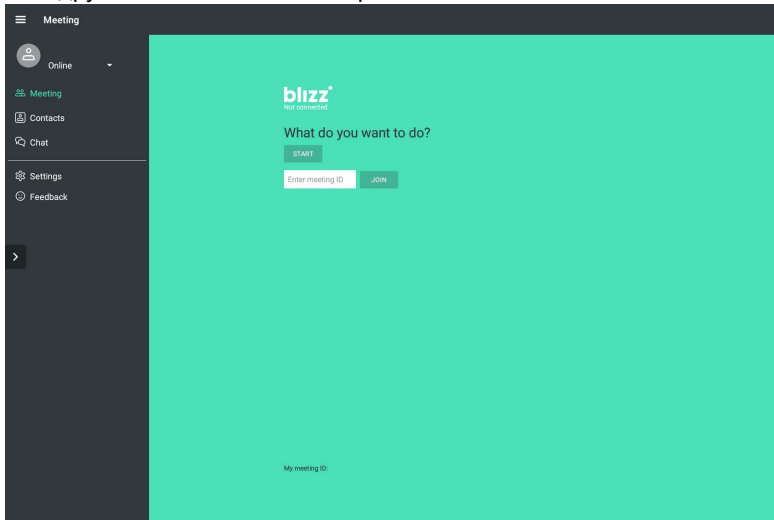 Meeting
Online
Meeting
Contacts
Chat
Settings
Feedback
blizz
Not connected
What do you want to do?
START
Enter meeting ID
JOIN
My meeting ID: